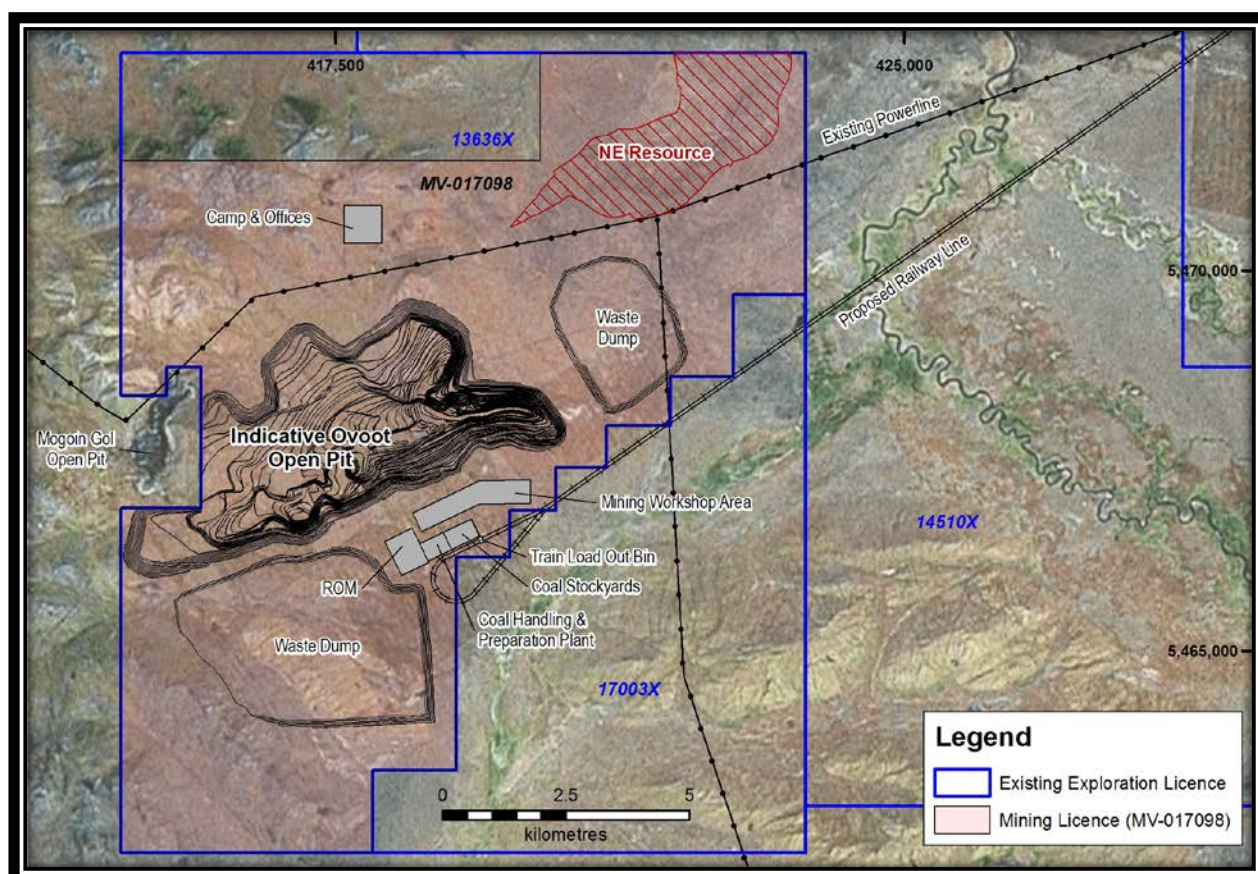 417,500
425,000
Existing Powerline
13636X
NE Resource
MV-017098
Camp & Offices
5,470,000
Proposed Railway Line
Waste
Dump
Indicative Ovoot
Open Pit
Mogoin Gol
Open Pit
Mining Workshop Area
14510X
Train Load Out Bin
ROM
Coal Stockyards
Coal Handling &
Preparation Plant
Waste Dump
5,465,000
17003X
Legend
Existing Exploration Licence
Mining Licence (MV-017098)
0 2.5 5
kilometres